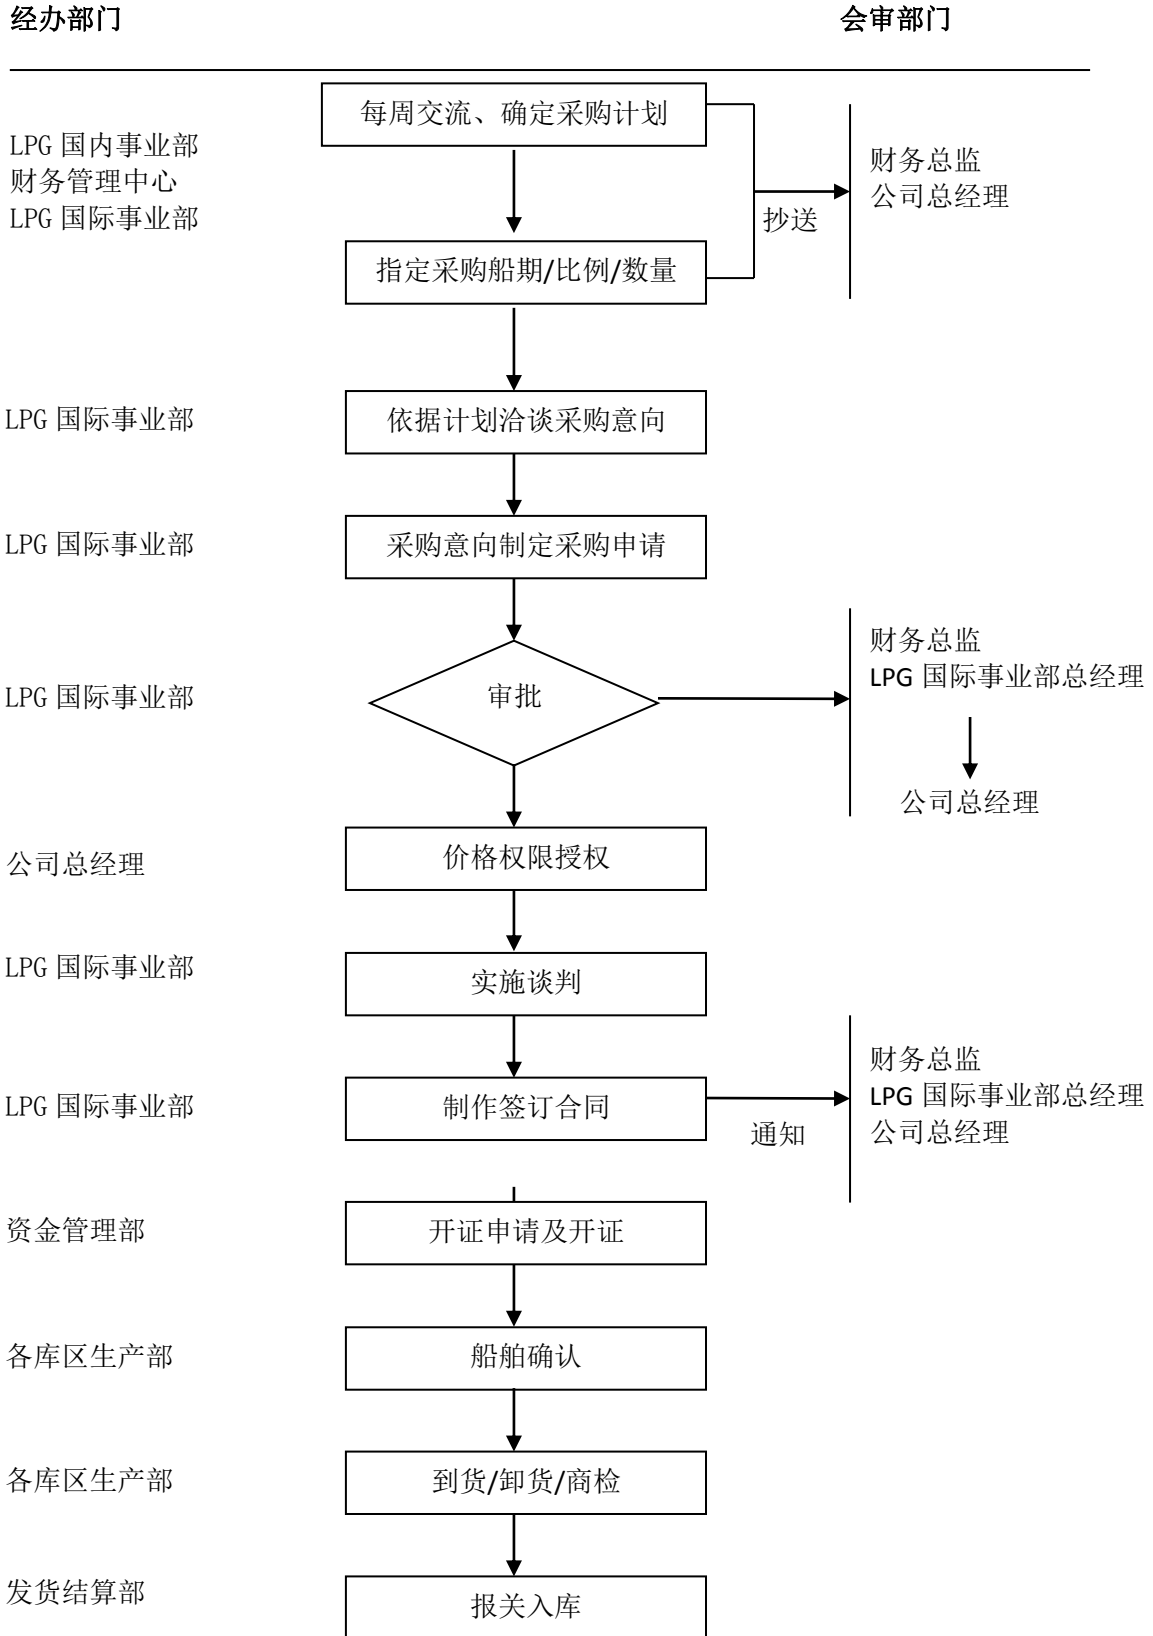 经办部门
会审部门
每周交流、确定采购计划
LPG 国内事业部
财务管理中心
LPG 国际事业部
财务总监
公司总经理
抄送
指定采购船期/比例/数量
LPG 国际事业部
依据计划洽谈采购意向
LPG 国际事业部
采购意向制定采购申请
LPG 国际事业部
审批
财务总监
LPG 国际事业部总经理
公司总经理
公司总经理
价格权限授权
LPG 国际事业部
实施谈判
LPG 国际事业部
制作签订合同
通知
财务总监
LPG 国际事业部总经理
公司总经理
资金管理部
开证申请及开证
各库区生产部
船舶确认
各库区生产部
到货/卸货/商检
发货结算部
报关入库